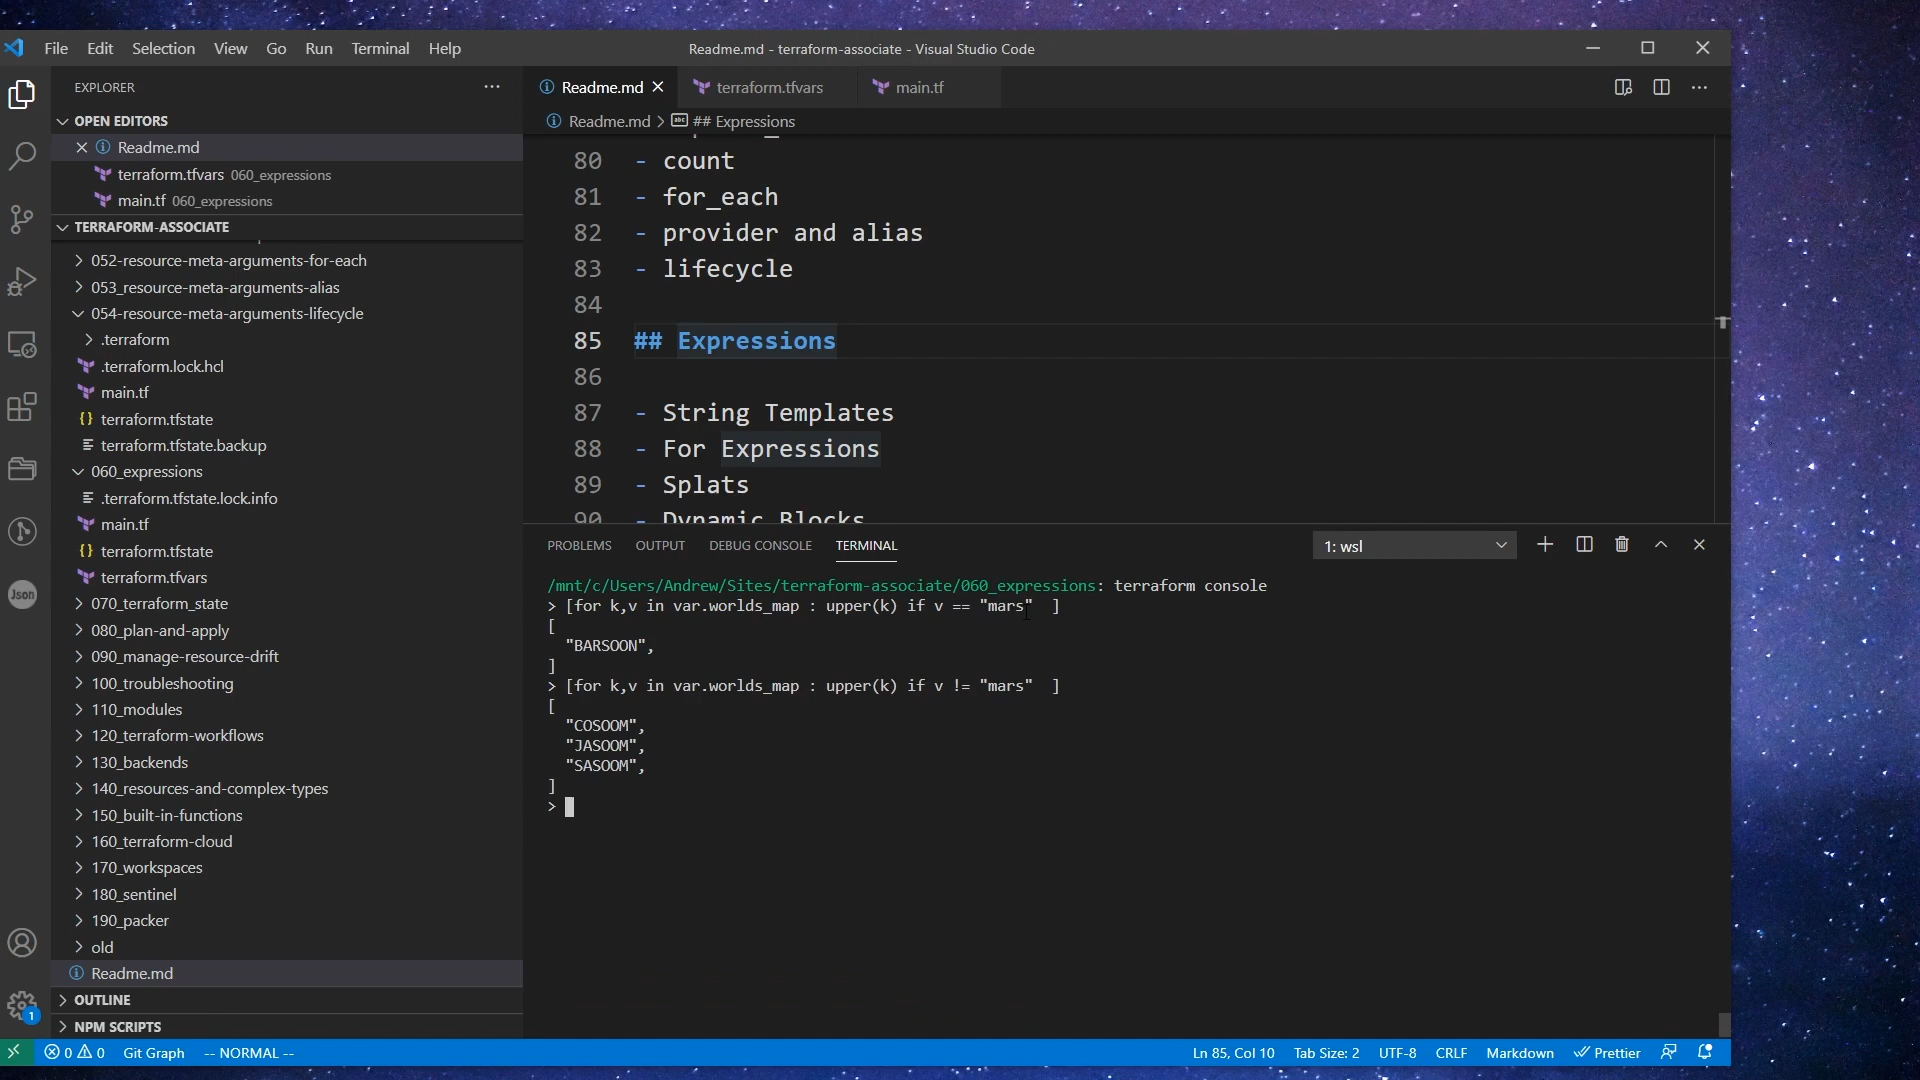 File Edit Selection View Go Run Terminal Help
Readme.md - terraform-associate - Visual Studio Code
EXPLORER
OPEN EDITORS
Readme.md
terraform.tfvars 060_expressions
main.tf 060_expressions
TERRAFORM-ASSOCIATE
052-resource-meta-arguments-for-each
053_resource-meta-arguments-alias
054-resource-meta-arguments-lifecycle
.terraform
.terraform.lock.hcl
main.tf
{} terraform.tfstate
terraform.tfstate.backup
060_expressions
.terraform.tfstate.lock.info
main.tf
{} terraform.tfstate
terraform.tfvars
070_terraform_state
080_plan-and-apply
090_manage-resource-drift
100_troubleshooting
110_modules
120_terraform-workflows
130_backends
140_resources-and-complex-types
150_built-in-functions
160_terraform-cloud
170_workspaces
180_sentinel
190_packer
old
Readme.md
OUTLINE
NPM SCRIPTS
Json
1
Readme.md
terraform.tfvars
main.tf
Readme.md > abc ## Expressions
80 - count
81 - for_each
82 - provider and alias
83 - lifecycle
84
85 ## Expressions
86
87 - String Templates
88 - For Expressions
89 - Splats
90 - Dynamic Blocks
PROBLEMS OUTPUT DEBUG CONSOLE TERMINAL
1: wsl
/mnt/c/Users/Andrew/Sites/terraform-associate/060_expressions: terraform console
> [for k,v in var.worlds_map : upper(k) if v == "mars"  ]
[
  "BARSOON",
]
> [for k,v in var.worlds_map : upper(k) if v != "mars"  ]
[
  "COSOOM",
  "JASOOM",
  "SASOOM",
]
>
0 0 Git Graph -- NORMAL --
Ln 85, Col 10 Tab Size: 2 UTF-8 CRLF Markdown Prettier